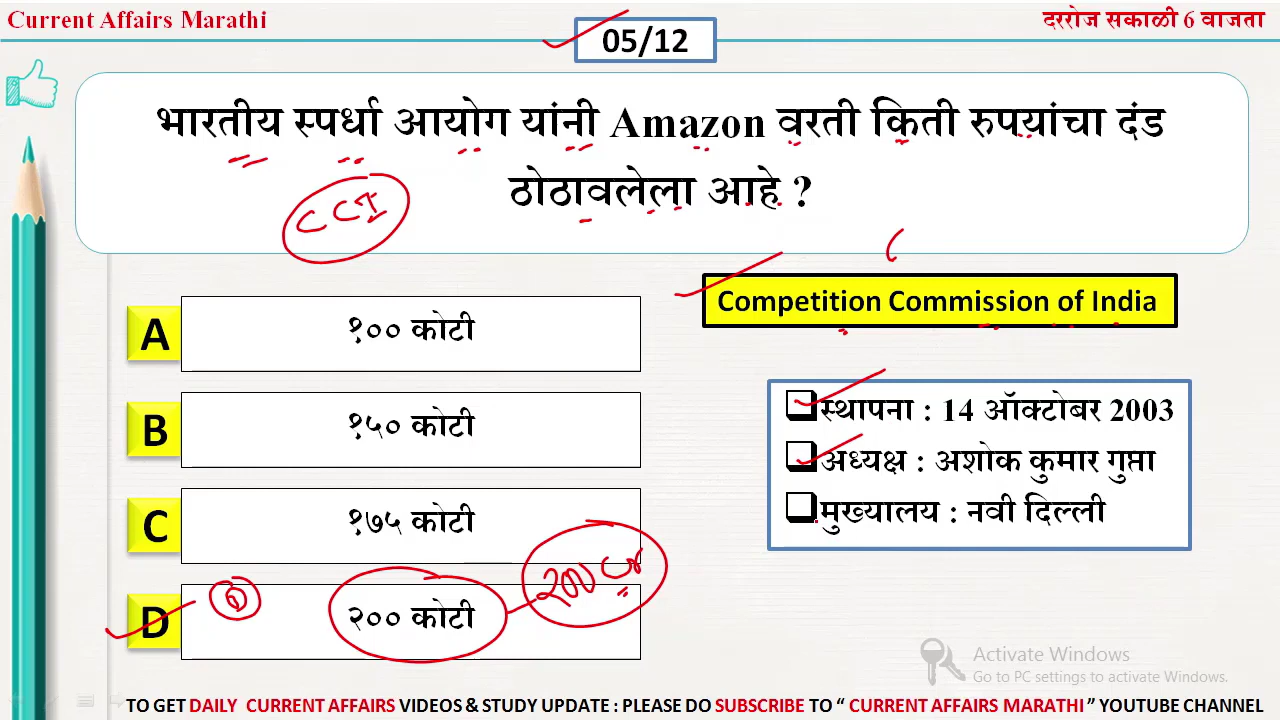 Current Affairs Marathi
दररोज सकाळी 6 वाजता
05/12
भारतीय स्पर्धा आयोग यांनी Amazon वरती किती रुपयांचा दंड
ठोठावलेला आहे ?
CCI
Competition Commission of India
A
१०० कोटी
B
१५० कोटी
C
१७५ कोटी
D
२०० कोटी
200 Cr
स्थापना : 14 ऑक्टोबर 2003
अध्यक्ष : अशोक कुमार गुप्ता
मुख्यालय : नवी दिल्ली
Activate Windows
Go to PC settings to activate Windows.
TO GET DAILY CURRENT AFFAIRS VIDEOS & STUDY UPDATE : PLEASE DO SUBSCRIBE TO “ CURRENT AFFAIRS MARATHI ” YOUTUBE CHANNEL